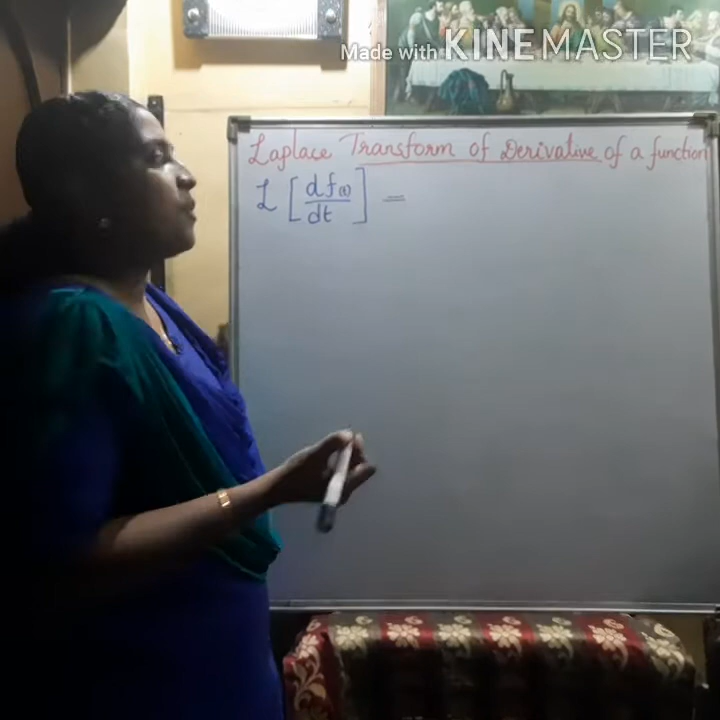 Made with KINEMASTER
Laplace Transform of Derivative of a function
L [df(t)/dt] =